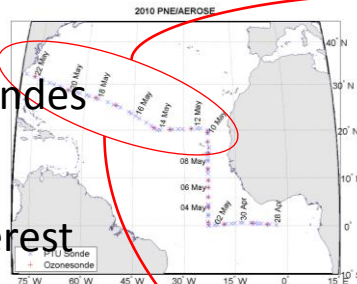 2010 PNE/AEROSE
40° N
22 May
20 May
18 May
ndes
30° N
16 May
14 May
12 May
10 May
20° N
08 May
10° N
06 May
04 May
02 May
30 Apr
28 Apr
0°
erest
PTU Sonde
Ozonesonde
10° S
75° W
60° W
45° W
30° W
15° W
0°
15° E